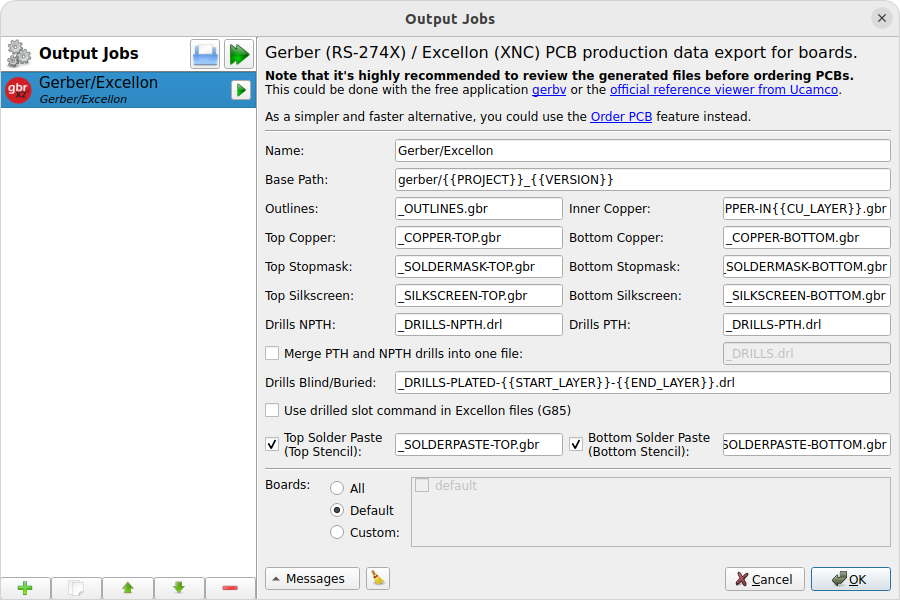 Output Jobs
Output Jobs
Gerber/Excellon
Gerber/Excellon
gbr
x2
Gerber (RS-274X) / Excellon (XNC) PCB production data export for boards.
Note that it's highly recommended to review the generated files before ordering PCBs.
This could be done with the free application gerbv or the official reference viewer from Ucamco.
As a simpler and faster alternative, you could use the Order PCB feature instead.
Name: Gerber/Excellon
Base Path: gerber/{{PROJECT}}_{{VERSION}}
Outlines: _OUTLINES.gbr Inner Copper: PPER-IN{{CU_LAYER}}.gbr
Top Copper: _COPPER-TOP.gbr Bottom Copper: _COPPER-BOTTOM.gbr
Top Stopmask: _SOLDERMASK-TOP.gbr Bottom Stopmask: _SOLDERMASK-BOTTOM.gbr
Top Silkscreen: _SILKSCREEN-TOP.gbr Bottom Silkscreen: _SILKSCREEN-BOTTOM.gbr
Drills NPTH: _DRILLS-NPTH.drl Drills PTH: _DRILLS-PTH.drl
Merge PTH and NPTH drills into one file: _DRILLS.drl
Drills Blind/Buried: _DRILLS-PLATED-{{START_LAYER}}-{{END_LAYER}}.drl
Use drilled slot command in Excellon files (G85)
Top Solder Paste
(Top Stencil): _SOLDERPASTE-TOP.gbr
Bottom Solder Paste
(Bottom Stencil): SOLDERPASTE-BOTTOM.gbr
Boards: All
Default
Custom:
default
Messages
Cancel
OK